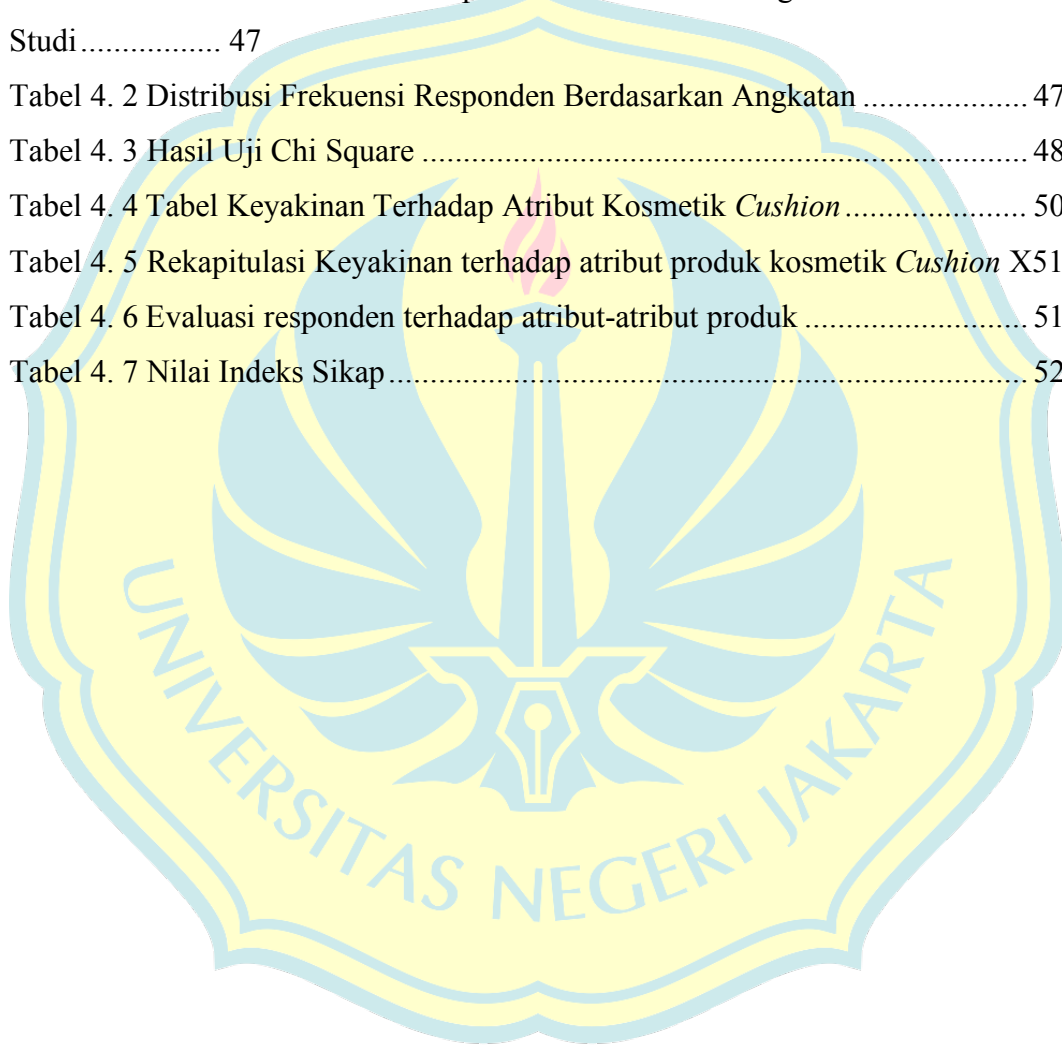 Studi................ 47
Tabel 4. 2 Distribusi Frekuensi Responden Berdasarkan Angkatan .................... 47
Tabel 4. 3 Hasil Uji Chi Square ............................................................................. 48
Tabel 4. 4 Tabel Keyakinan Terhadap Atribut Kosmetik Cushion ....................... 50
Tabel 4. 5 Rekapitulasi Keyakinan terhadap atribut produk kosmetik Cushion X51
Tabel 4. 6 Evaluasi responden terhadap atribut-atribut produk ............................ 51
Tabel 4. 7 Nilai Indeks Sikap ................................................................................. 52
UNIVERSITAS NEGERI JAKARTA